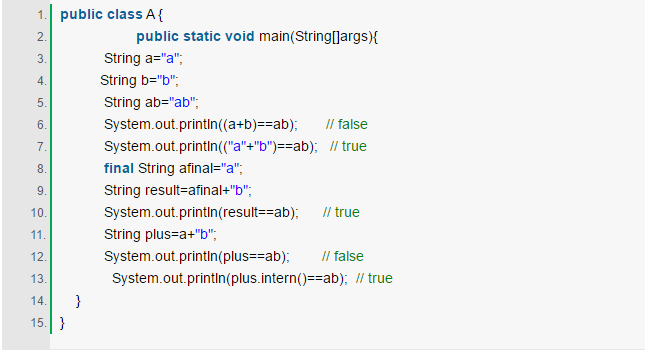 1. public class A {
2. public static void main(String[]args){
3. String a="a";
4. String b="b";
5. String ab="ab";
6. System.out.println((a+b)==ab); // false
7. System.out.println(("a"+"b")==ab); // true
8. final String afinal="a";
9. String result=afinal+"b";
10. System.out.println(result==ab); // true
11. String plus=a+"b";
12. System.out.println(plus==ab); // false
13. System.out.println(plus.intern()==ab); // true
14. }
15. }